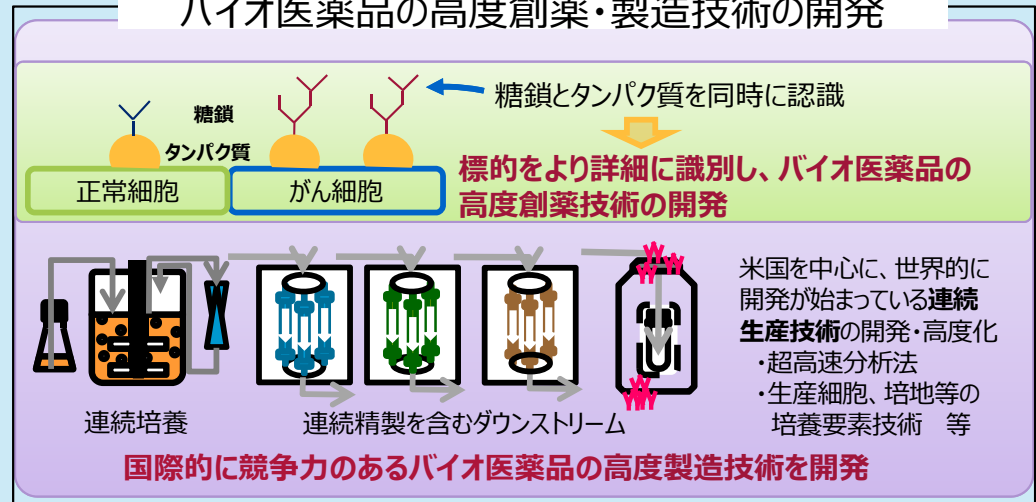 バイオ医薬品の高度創薬・製造技術の開発
糖鎖
タンパク質
正常細胞
がん細胞
糖鎖とタンパク質を同時に認識
標的をより詳細に識別し、バイオ医薬品の
高度創薬技術の開発
連続培養
連続精製を含むダウンストリーム
米国を中心に、世界的に
開発が始まっている連続
生産技術の開発・高度化
・超高速分析法
・生産細胞、培地等の
培養要素技術 等
国際的に競争力のあるバイオ医薬品の高度製造技術を開発